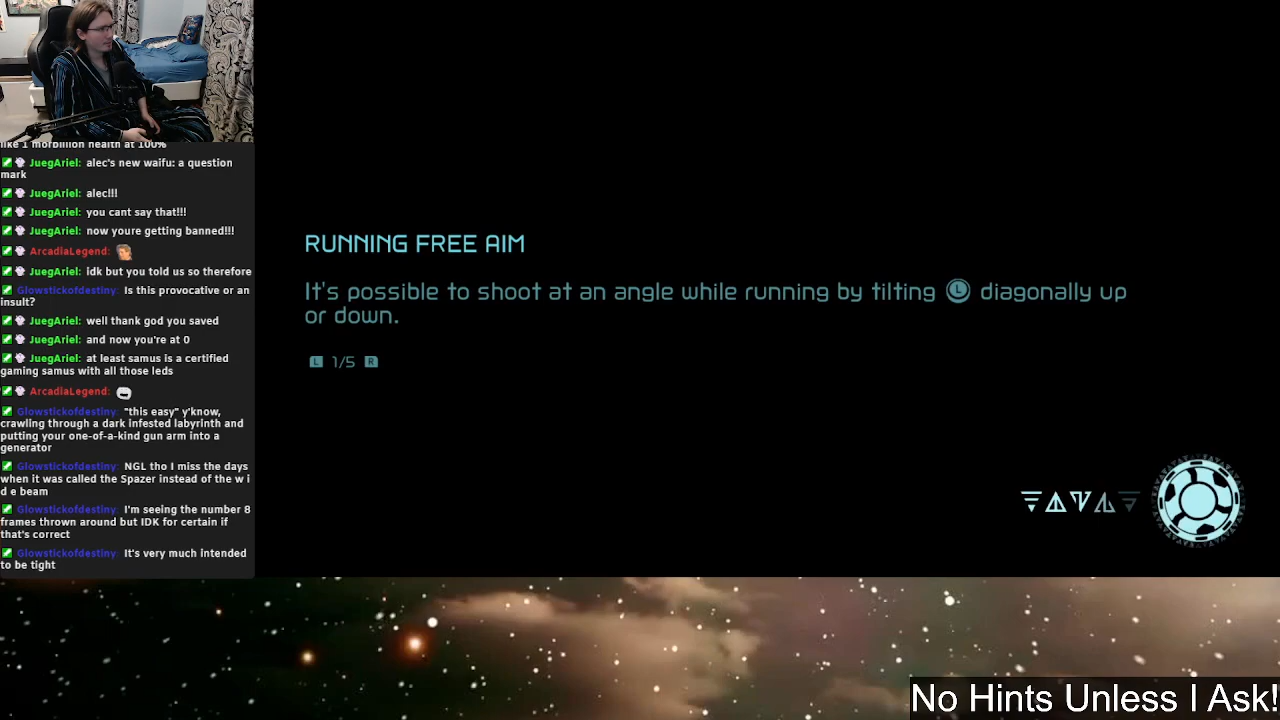 like 1 morbillion health at 100%
JuegAriel: alec's new waifu: a question
mark
JuegAriel: alec!!!
JuegAriel: you cant say that!!!
JuegAriel: now youre getting banned!!!
ArcadiaLegend:
JuegAriel: idk but you told us so therefore
Glowstickofdestiny: Is this provocative or an
insult?
JuegAriel: well thank god you saved
JuegAriel: and now you're at 0
JuegAriel: at least samus is a certified
gaming samus with all those leds
ArcadiaLegend:
Glowstickofdestiny: "this easy" y'know,
crawling through a dark infested labyrinth and
putting your one-of-a-kind gun arm into a
generator
Glowstickofdestiny: NGL tho I miss the days
when it was called the Spazer instead of the w i
d e beam
Glowstickofdestiny: I'm seeing the number 8
frames thrown around but IDK for certain if
that's correct
Glowstickofdestiny: It's very much intended
to be tight
RUNNING FREE AIM
It's possible to shoot at an angle while running by tilting L diagonally up
or down.
L 1/5 R
No Hints Unless I Ask!